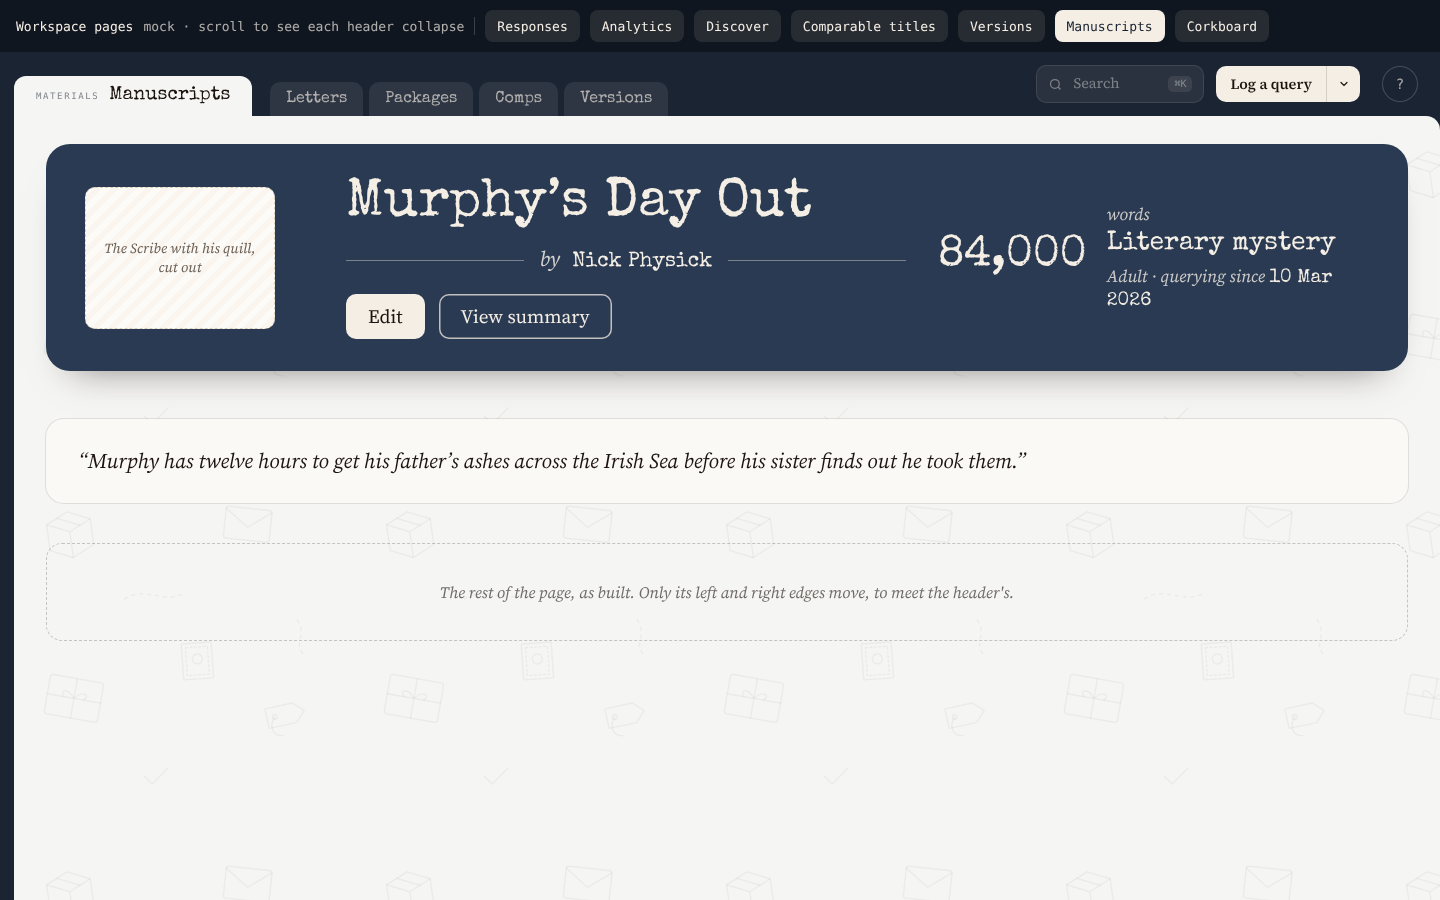 Workspace pages mock · scroll to see each header collapse Responses Analytics Discover Comparable titles Versions Manuscripts Corkboard
MATERIALS Manuscripts Letters Packages Comps Versions Search ⌘K Log a query ?
The Scribe with his quill,
cut out
Murphy’s Day Out
by Nick Physick
Edit View summary
84,000
words
Literary mystery
Adult · querying since 10 Mar
2026
“Murphy has twelve hours to get his father’s ashes across the Irish Sea before his sister finds out he took them.”
The rest of the page, as built. Only its left and right edges move, to meet the header's.